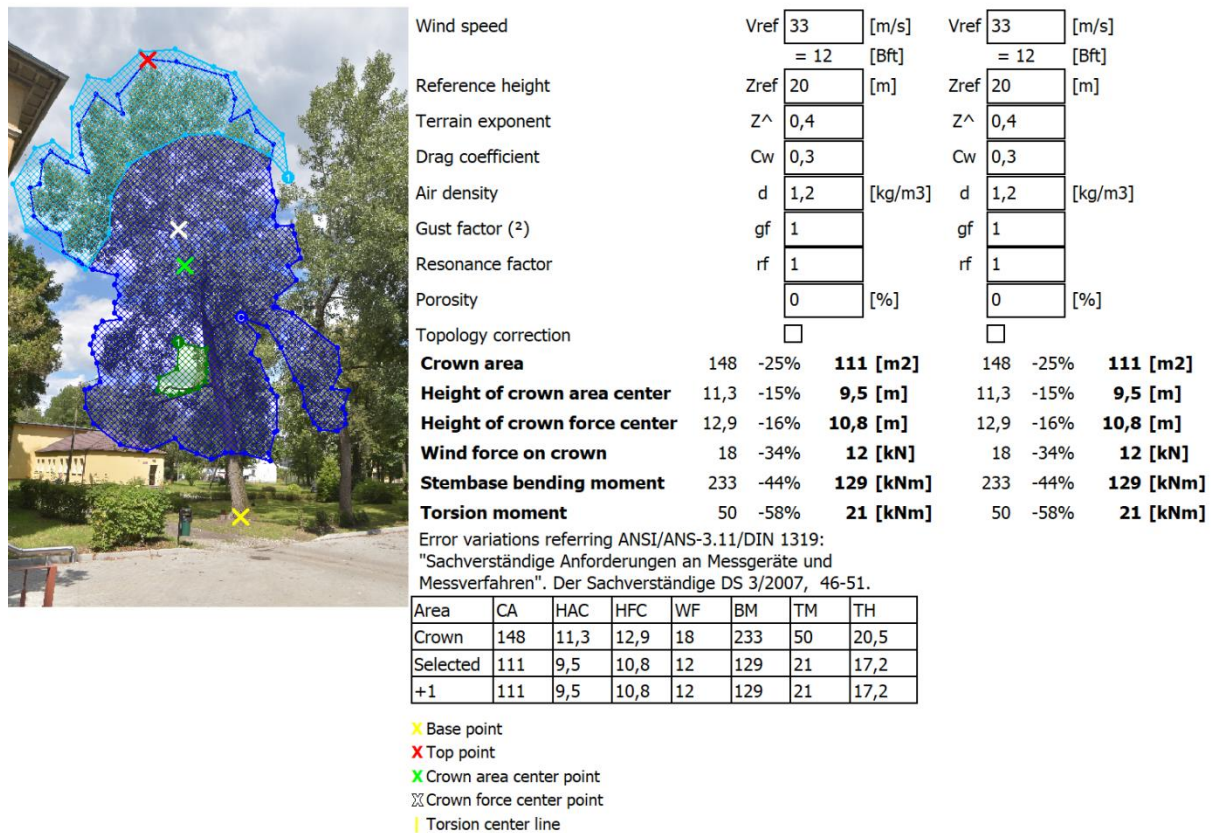 Wind speed Vref 33 [m/s] Vref 33 [m/s]
= 12 [Bft] = 12 [Bft]
Reference height Zref 20 [m] Zref 20 [m]
Terrain exponent Z^ 0,4 Z^ 0,4
Drag coefficient Cw 0,3 Cw 0,3
Air density d 1,2 [kg/m3] d 1,2 [kg/m3]
Gust factor (²) gf 1 gf 1
Resonance factor rf 1 rf 1
Porosity 0 [%] 0 [%]
Topology correction
Crown area 148 -25% 111 [m2] 148 -25% 111 [m2]
Height of crown area center 11,3 -15% 9,5 [m] 11,3 -15% 9,5 [m]
Height of crown force center 12,9 -16% 10,8 [m] 12,9 -16% 10,8 [m]
Wind force on crown 18 -34% 12 [kN] 18 -34% 12 [kN]
Stembase bending moment 233 -44% 129 [kNm] 233 -44% 129 [kNm]
Torsion moment 50 -58% 21 [kNm] 50 -58% 21 [kNm]
Error variations referring ANSI/ANS-3.11/DIN 1319:
"Sachverständige Anforderungen an Messgeräte und
Messverfahren". Der Sachverständige DS 3/2007, 46-51.
Area CA HAC HFC WF BM TM TH
Crown 148 11,3 12,9 18 233 50 20,5
Selected 111 9,5 10,8 12 129 21 17,2
+1 111 9,5 10,8 12 129 21 17,2
X Base point
X Top point
X Crown area center point
X Crown force center point
| Torsion center line
1
C
1